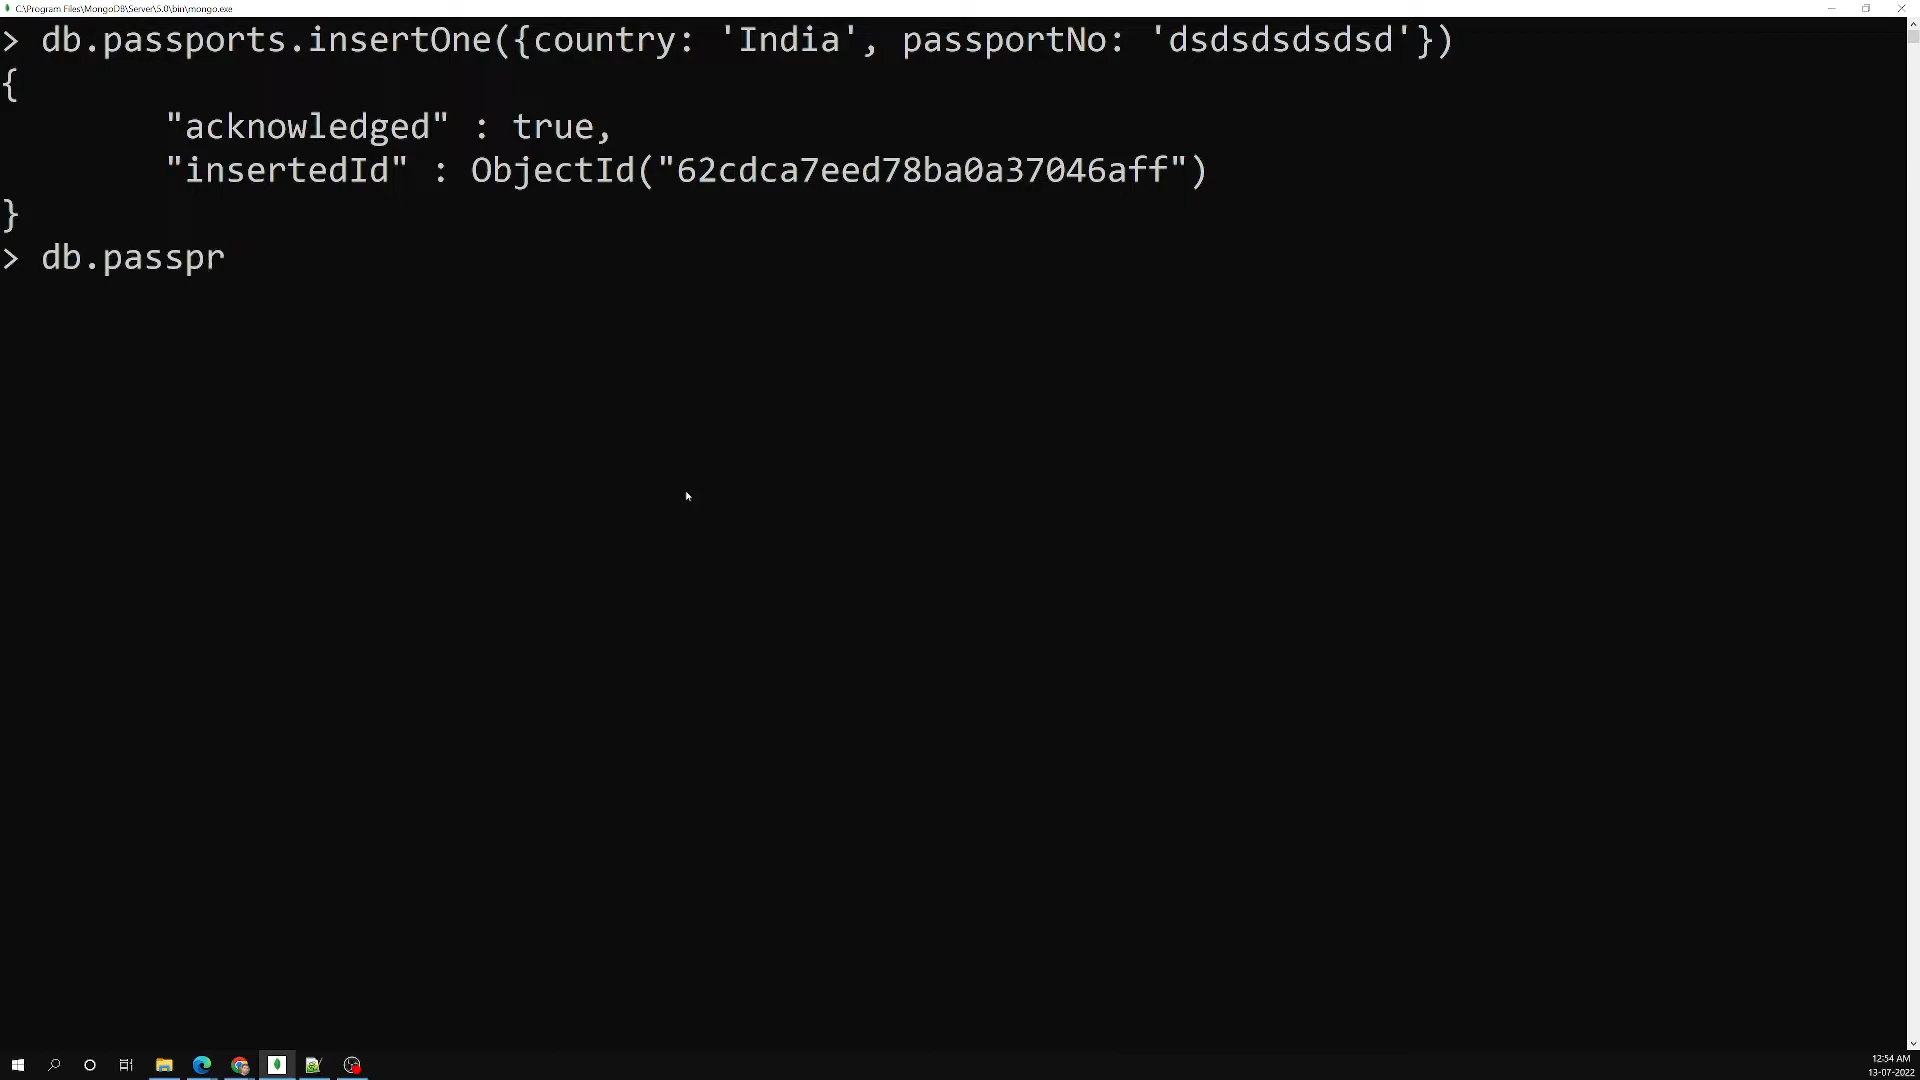 C:\Program Files\MongoDB\Server\5.0\bin\mongo.exe
> db.passports.insertOne({country: 'India', passportNo: 'dsdsdsdsdsd'})
{
        "acknowledged" : true,
        "insertedId" : ObjectId("62cdca7eed78ba0a37046aff")
}
> db.passpr
12:54 AM
13-07-2022